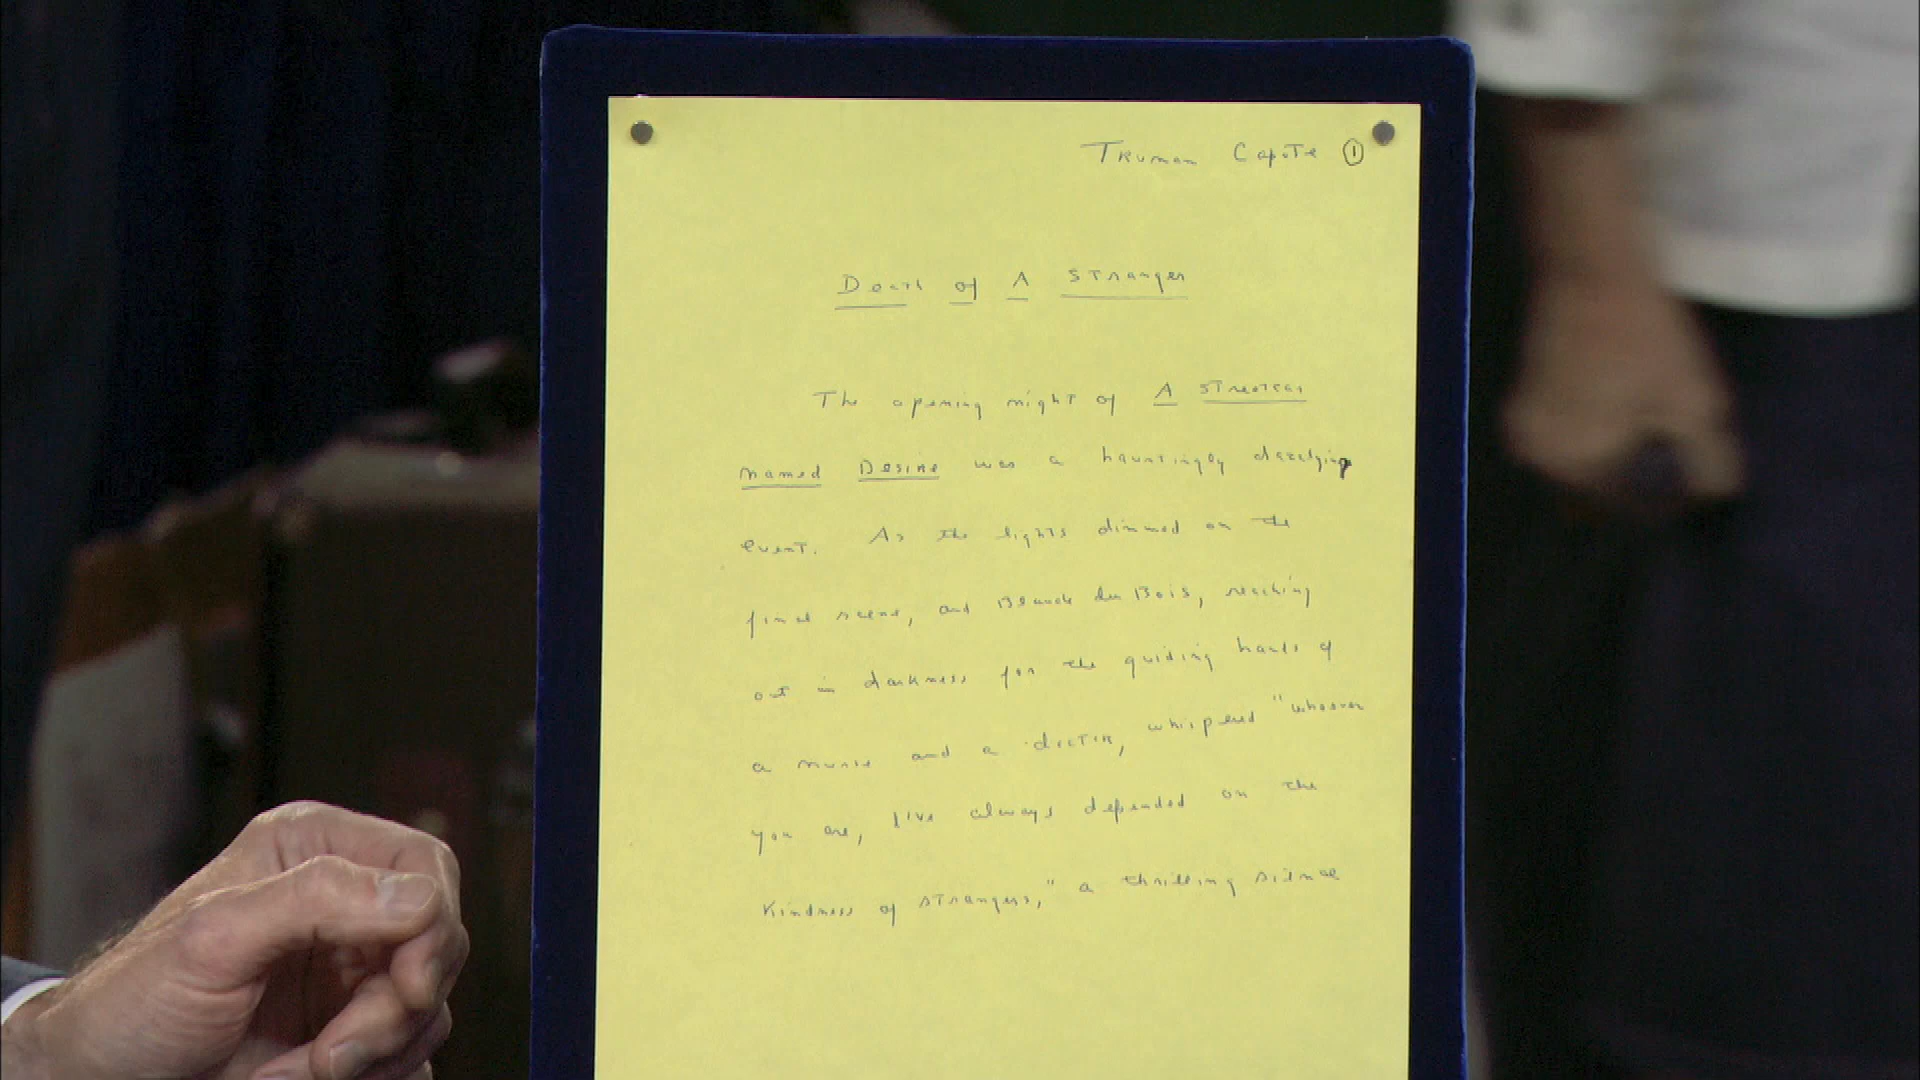 Truman Capote 1
Death of A Stranger
The opening night of A Streetcar
named Desire was a hauntingly dazzling
event. As the lights dimmed on the
final scene, and Blanche du Bois, reaching
out in darkness for the guiding hands of
a nurse and a doctor, whispered "whoever
you are, I've always depended on the
kindness of strangers," a thrilling silence